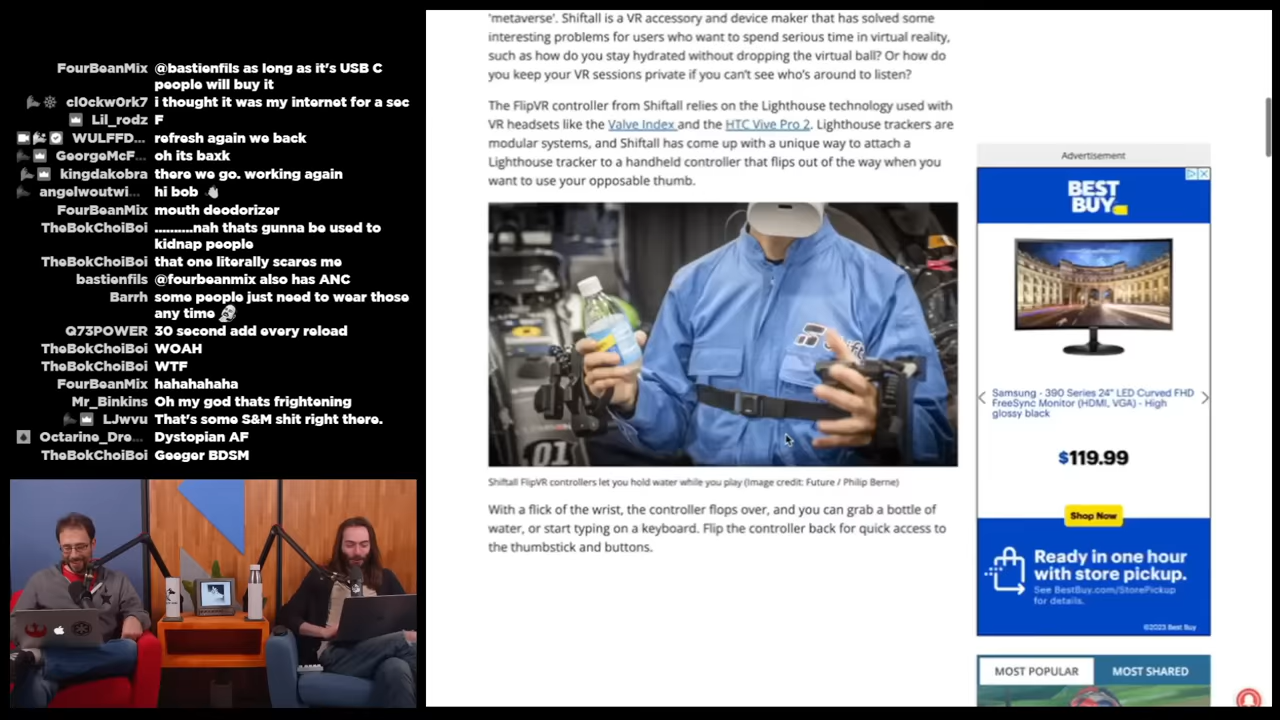 FourBeanMix @bastienfils as long as it's USB C
people will buy it
cl0ckw0rk7 i thought it was my internet for a sec
Lil_rodz F
WULFFD... refresh again we back
GeorgeMcF... oh its baxk
kingdakobra there we go. working again
angelwoutwi... hi bob
FourBeanMix mouth deodorizer
TheBokChoiBoi ..........nah thats gunna be used to
kidnap people
TheBokChoiBoi that one literally scares me
bastienfils @fourbeanmix also has ANC
Barrh some people just need to wear those
any time
Q73POWER 30 second add every reload
TheBokChoiBoi WOAH
TheBokChoiBoi WTF
FourBeanMix hahahahaha
Mr_Binkins Oh my god thats frightening
LJwvu That's some S&M shit right there.
Octarine_Dre... Dystopian AF
TheBokChoiBoi Geeger BDSM
'metaverse'. Shiftall is a VR accessory and device maker that has solved some
interesting problems for users who want to spend serious time in virtual reality,
such as how do you stay hydrated without dropping the virtual ball? Or how do
you keep your VR sessions private if you can't see who's around to listen?
The FlipVR controller from Shiftall relies on the Lighthouse technology used with
VR headsets like the Valve Index and the HTC Vive Pro 2. Lighthouse trackers are
modular systems, and Shiftall has come up with a unique way to attach a
Lighthouse tracker to a handheld controller that flips out of the way when you
want to use your opposable thumb.
01
Shiftall FlipVR controllers let you hold water while you play (Image credit: Future / Philip Berne)
With a flick of the wrist, the controller flops over, and you can grab a bottle of
water, or start typing on a keyboard. Flip the controller back for quick access to
the thumbstick and buttons.
Advertisement
BEST
BUY
Samsung - 390 Series 24" LED Curved FHD
FreeSync Monitor (HDMI, VGA) - High
glossy black
$119.99
Shop Now
Ready in one hour
with store pickup.
See BestBuy.com/StorePickup
for details.
©2023 Best Buy
MOST POPULAR
MOST SHARED